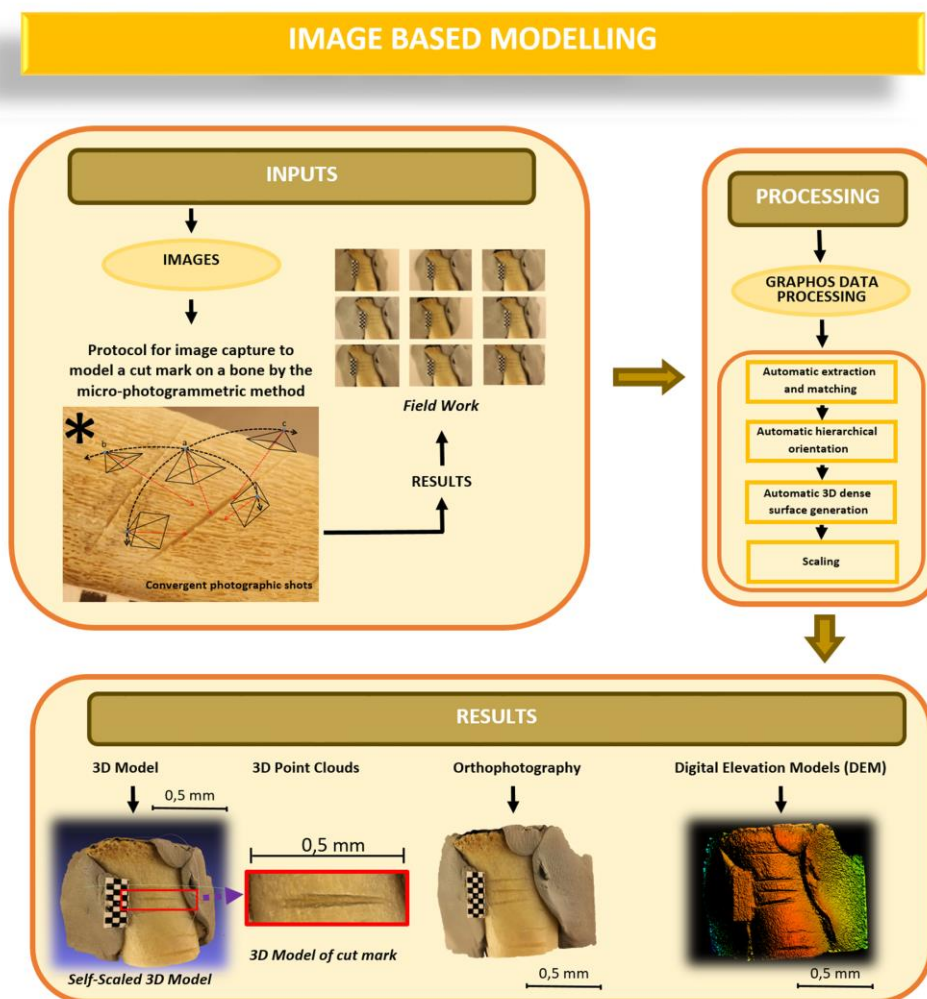 IMAGE BASED MODELLING
INPUTS
IMAGES
Protocol for image capture to
model a cut mark on a bone by the
micro-photogrammetric method
*
b
a
c
Convergent photographic shots
Field Work
RESULTS
PROCESSING
GRAPHOS DATA
PROCESSING
Automatic extraction
and matching
Automatic hierarchical
orientation
Automatic 3D dense
surface generation
Scaling
RESULTS
3D Model
3D Point Clouds
Orthophotography
Digital Elevation Models (DEM)
0,5 mm
0,5 mm
3D Model of cut mark
Self-Scaled 3D Model
0,5 mm
0,5 mm